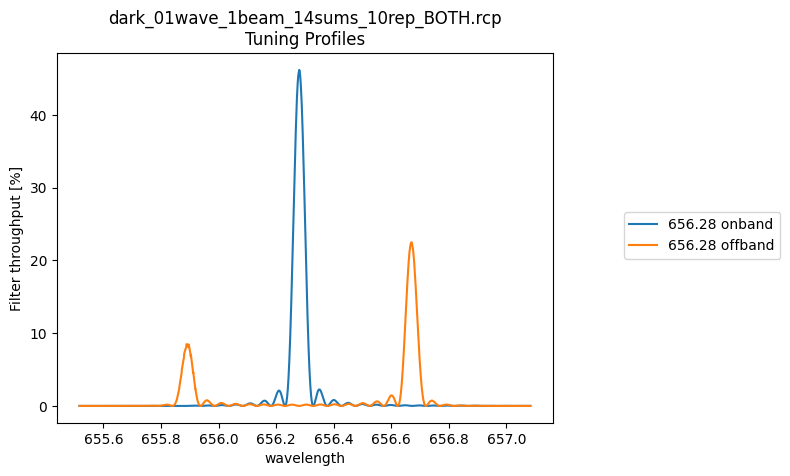 dark_01wave_1beam_14sums_10rep_BOTH.rcp
Tuning Profiles
Filter throughput [%]
40
30
20
10
0
655.6 655.8 656.0 656.2 656.4 656.6 656.8 657.0
wavelength
656.28 onband
656.28 offband